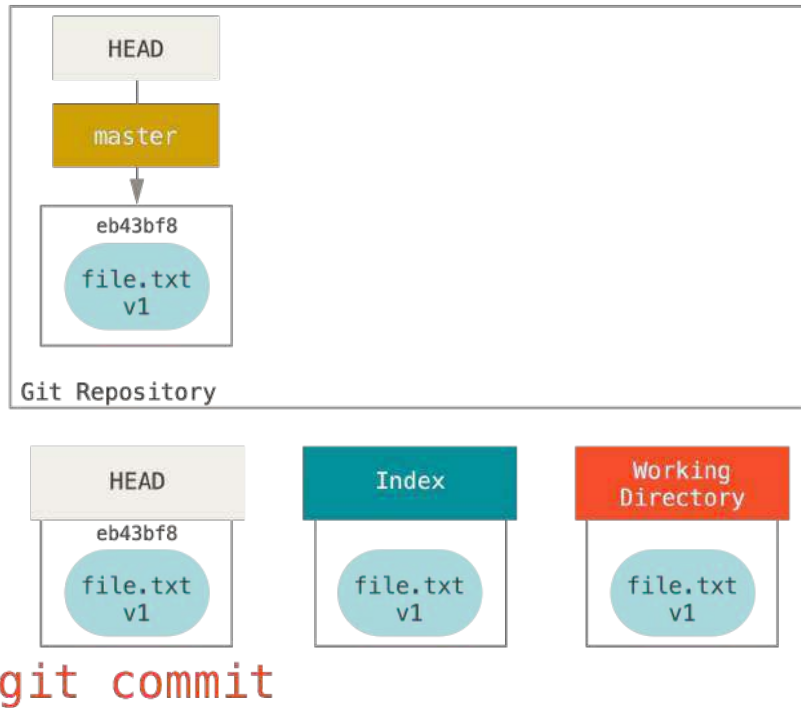 HEAD
master
eb43bf8
file.txt
v1
Git Repository
HEAD
Index
Working
Directory
eb43bf8
file.txt
v1
file.txt
v1
file.txt
v1
git commit